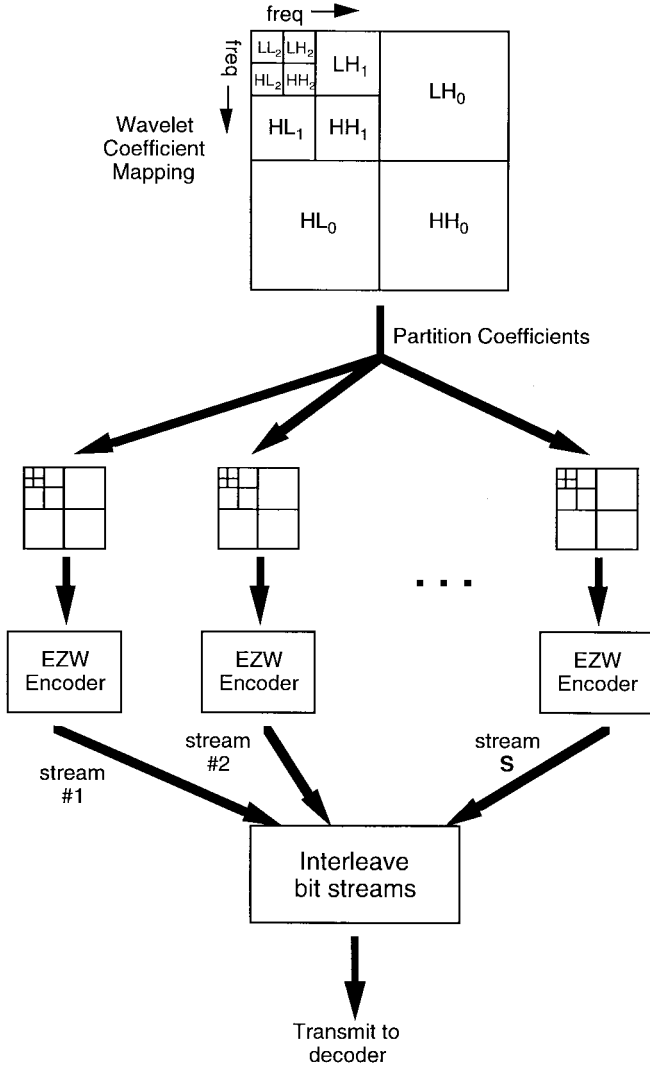 freq
freq
LL₂ LH₂
HL₂ HH₂
LH₁
LH₀
HL₁ HH₁
Wavelet
Coefficient
Mapping
HL₀ HH₀
Partition Coefficients
. . .
EZW
Encoder
EZW
Encoder
EZW
Encoder
stream
#1
stream
#2
stream
S
Interleave
bit streams
Transmit to
decoder